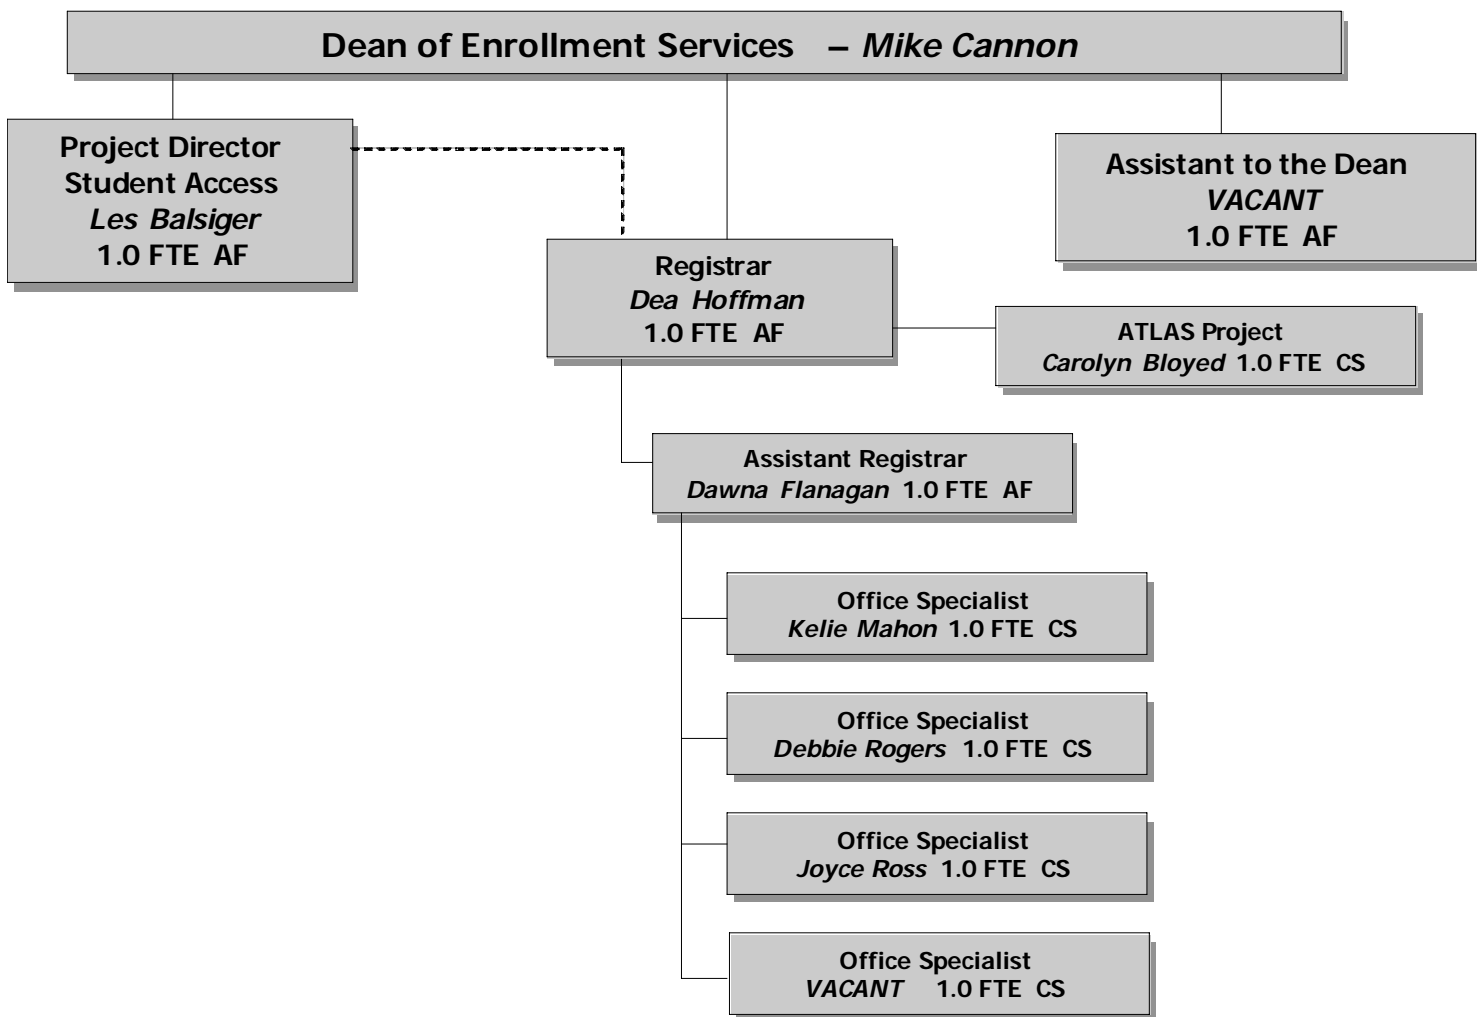 Dean of Enrollment Services – Mike Cannon
Project Director
Student Access
Les Balsiger
1.0 FTE AF
Assistant to the Dean
VACANT
1.0 FTE AF
Registrar
Dea Hoffman
1.0 FTE AF
ATLAS Project
Carolyn Bloyed 1.0 FTE CS
Assistant Registrar
Dawna Flanagan 1.0 FTE AF
Office Specialist
Kelie Mahon 1.0 FTE CS
Office Specialist
Debbie Rogers 1.0 FTE CS
Office Specialist
Joyce Ross 1.0 FTE CS
Office Specialist
VACANT 1.0 FTE CS